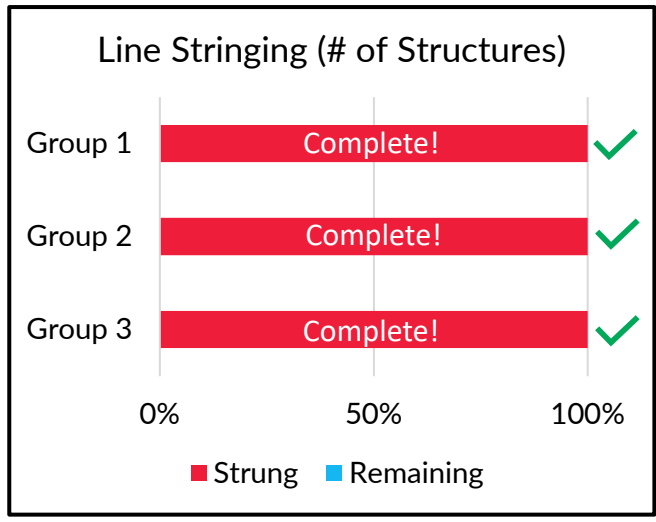 Line Stringing (# of Structures)
Group 1 Complete!
Group 2 Complete!
Group 3 Complete!
0% 50% 100%
Strung Remaining